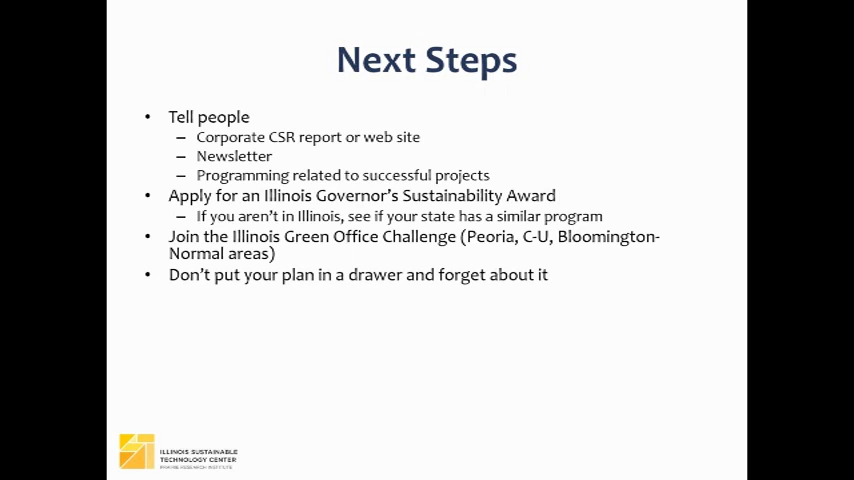 Next Steps
• Tell people
– Corporate CSR report or web site
– Newsletter
– Programming related to successful projects
• Apply for an Illinois Governor's Sustainability Award
– If you aren't in Illinois, see if your state has a similar program
• Join the Illinois Green Office Challenge (Peoria, C-U, Bloomington-
Normal areas)
• Don't put your plan in a drawer and forget about it
ILLINOIS SUSTAINABLE
TECHNOLOGY CENTER
PRAIRIE RESEARCH INSTITUTE